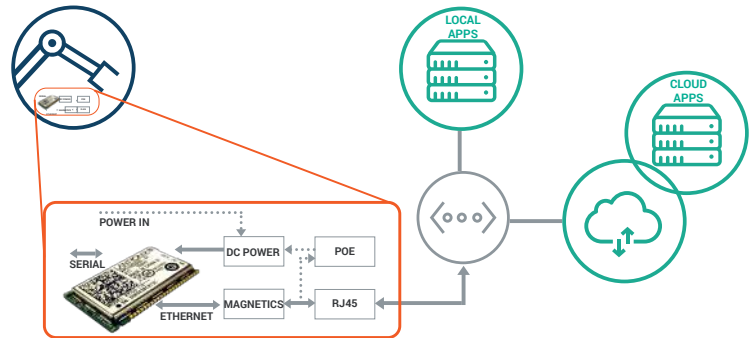 LOCAL
APPS
CLOUD
APPS
POWER IN
DC POWER
POE
SERIAL
MAGNETICS
RJ45
ETHERNET